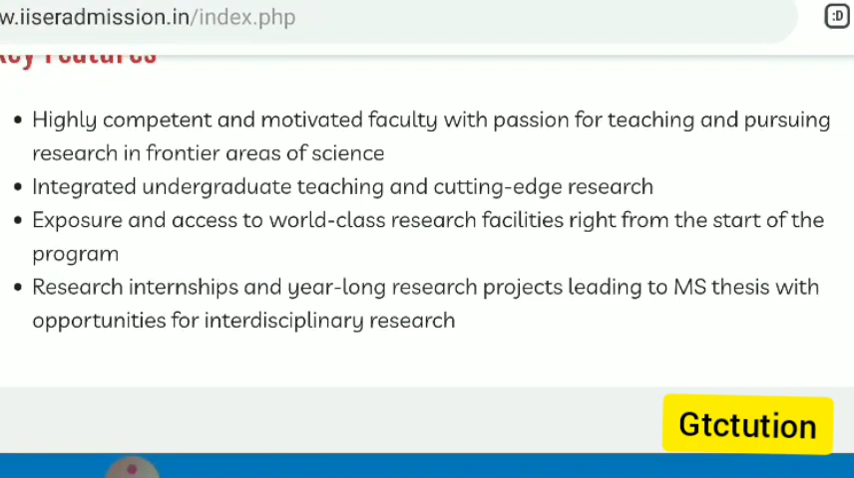 w.iiseradmission.in/index.php
:D
Key Features
• Highly competent and motivated faculty with passion for teaching and pursuing
research in frontier areas of science
• Integrated undergraduate teaching and cutting-edge research
• Exposure and access to world-class research facilities right from the start of the
program
• Research internships and year-long research projects leading to MS thesis with
opportunities for interdisciplinary research
Gtctution